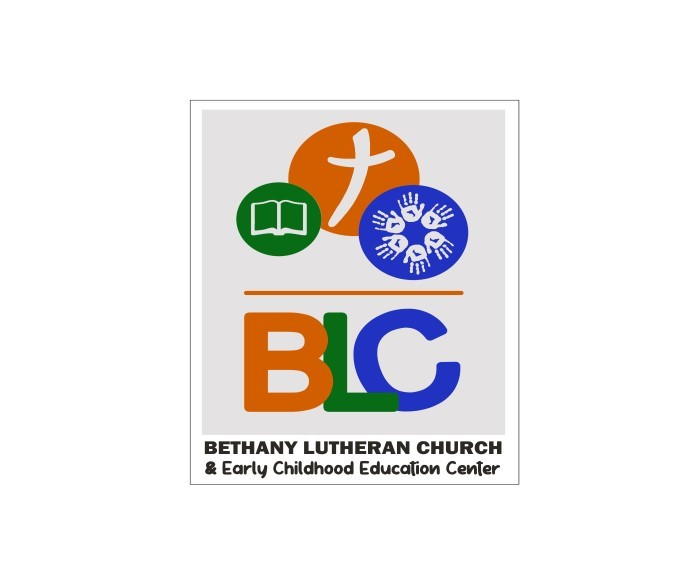 BLC
BETHANY LUTHERAN CHURCH
& Early Childhood Education Center